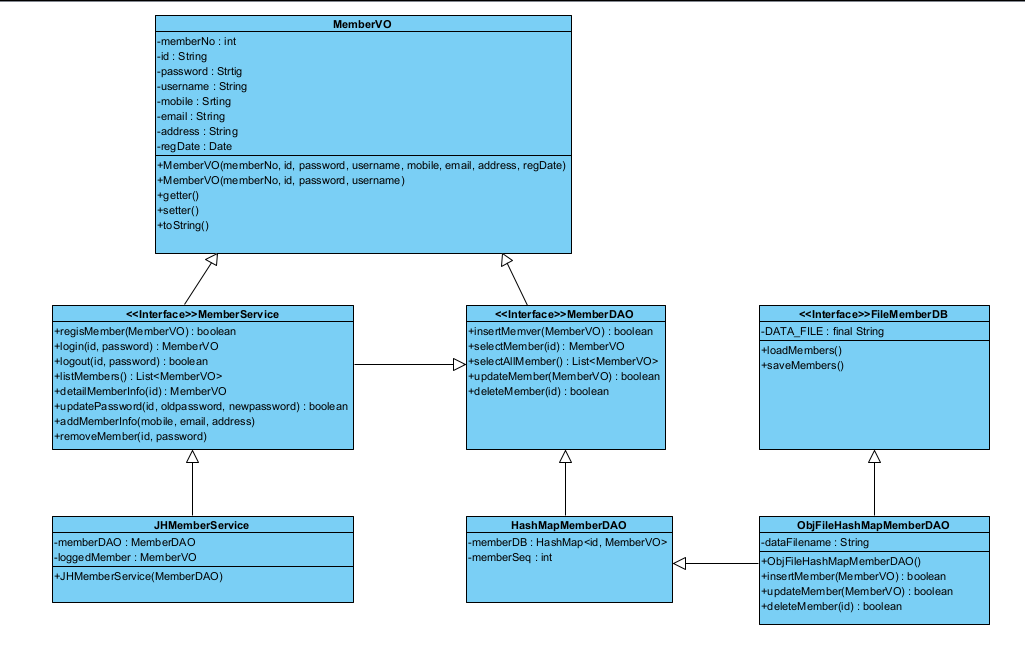 MemberVO
-memberNo : int
-id : String
-password : Strtig
-username : String
-mobile : Srting
-email : String
-address : String
-regDate : Date
+MemberVO(memberNo, id, password, username, mobile, email, address, regDate)
+MemberVO(memberNo, id, password, username)
+getter()
+setter()
+toString()
<<Interface>>MemberService
+regisMember(MemberVO) : boolean
+login(id, password) : MemberVO
+logout(id, password) : boolean
+listMembers() : List<MemberVO>
+detailMemberInfo(id) : MemberVO
+updatePassword(id, oldpassword, newpassword) : boolean
+addMemberInfo(mobile, email, address)
+removeMember(id, password)
<<Interface>>MemberDAO
+insertMemver(MemberVO) : boolean
+selectMember(id) : MemberVO
+selectAllMember() : List<MemberVO>
+updateMember(MemberVO) : boolean
+deleteMember(id) : boolean
<<Interface>>FileMemberDB
-DATA_FILE : final String
+loadMembers()
+saveMembers()
JHMemberService
-memberDAO : MemberDAO
-loggedMember : MemberVO
+JHMemberService(MemberDAO)
HashMapMemberDAO
-memberDB : HashMap<id, MemberVO>
-memberSeq : int
ObjFileHashMapMemberDAO
-dataFilename : String
+ObjFileHashMapMemberDAO()
+insertMember(MemberVO) : boolean
+updateMember(MemberVO) : boolean
+deleteMember(id) : boolean